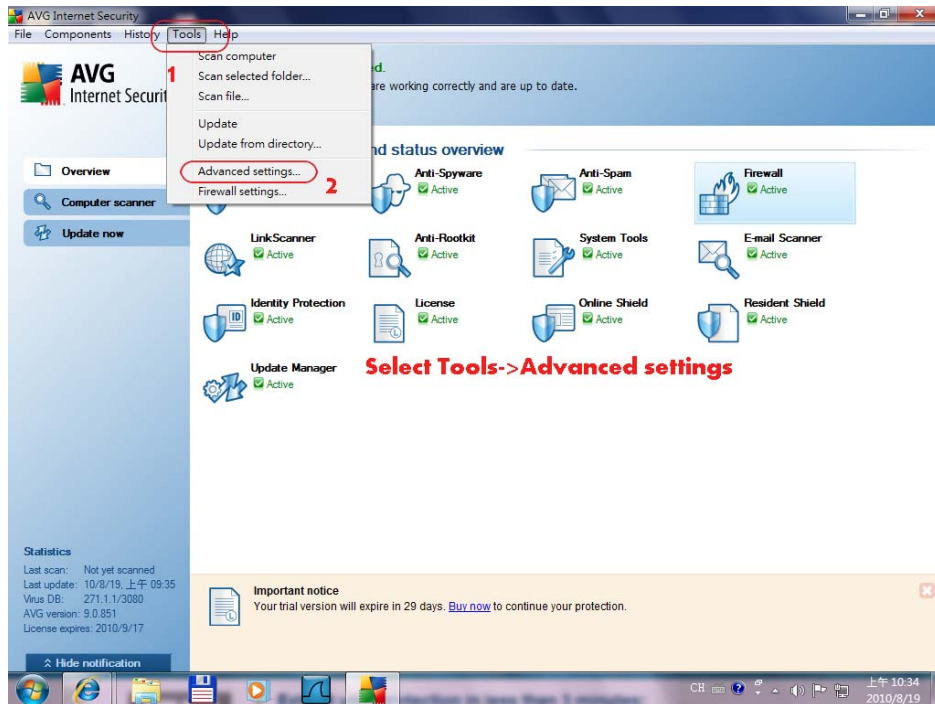 AVG Internet Security
File Components History Tools Help
1
Scan computer
Scan selected folder...
Scan file...
Update
Update from directory...
Advanced settings...
2
Firewall settings...
AVG
Internet Securit
ed.
are working correctly and are up to date.
nd status overview
Overview
Computer scanner
Update now
Anti-Spyware
Active
Anti-Spam
Active
Firewall
Active
LinkScanner
Active
Anti-Rootkit
Active
System Tools
Active
E-mail Scanner
Active
Identity Protection
Active
License
Active
Online Shield
Active
Resident Shield
Active
Update Manager
Active
Select Tools->Advanced settings
Statistics
Last scan: Not yet scanned
Last update: 10/8/19, 上午 09:35
Virus DB: 271.1.1/3080
AVG version: 9.0.851
License expires: 2010/9/17
Hide notification
Important notice
Your trial version will expire in 29 days. Buy now to continue your protection.
CH
上午 10:34
2010/8/19